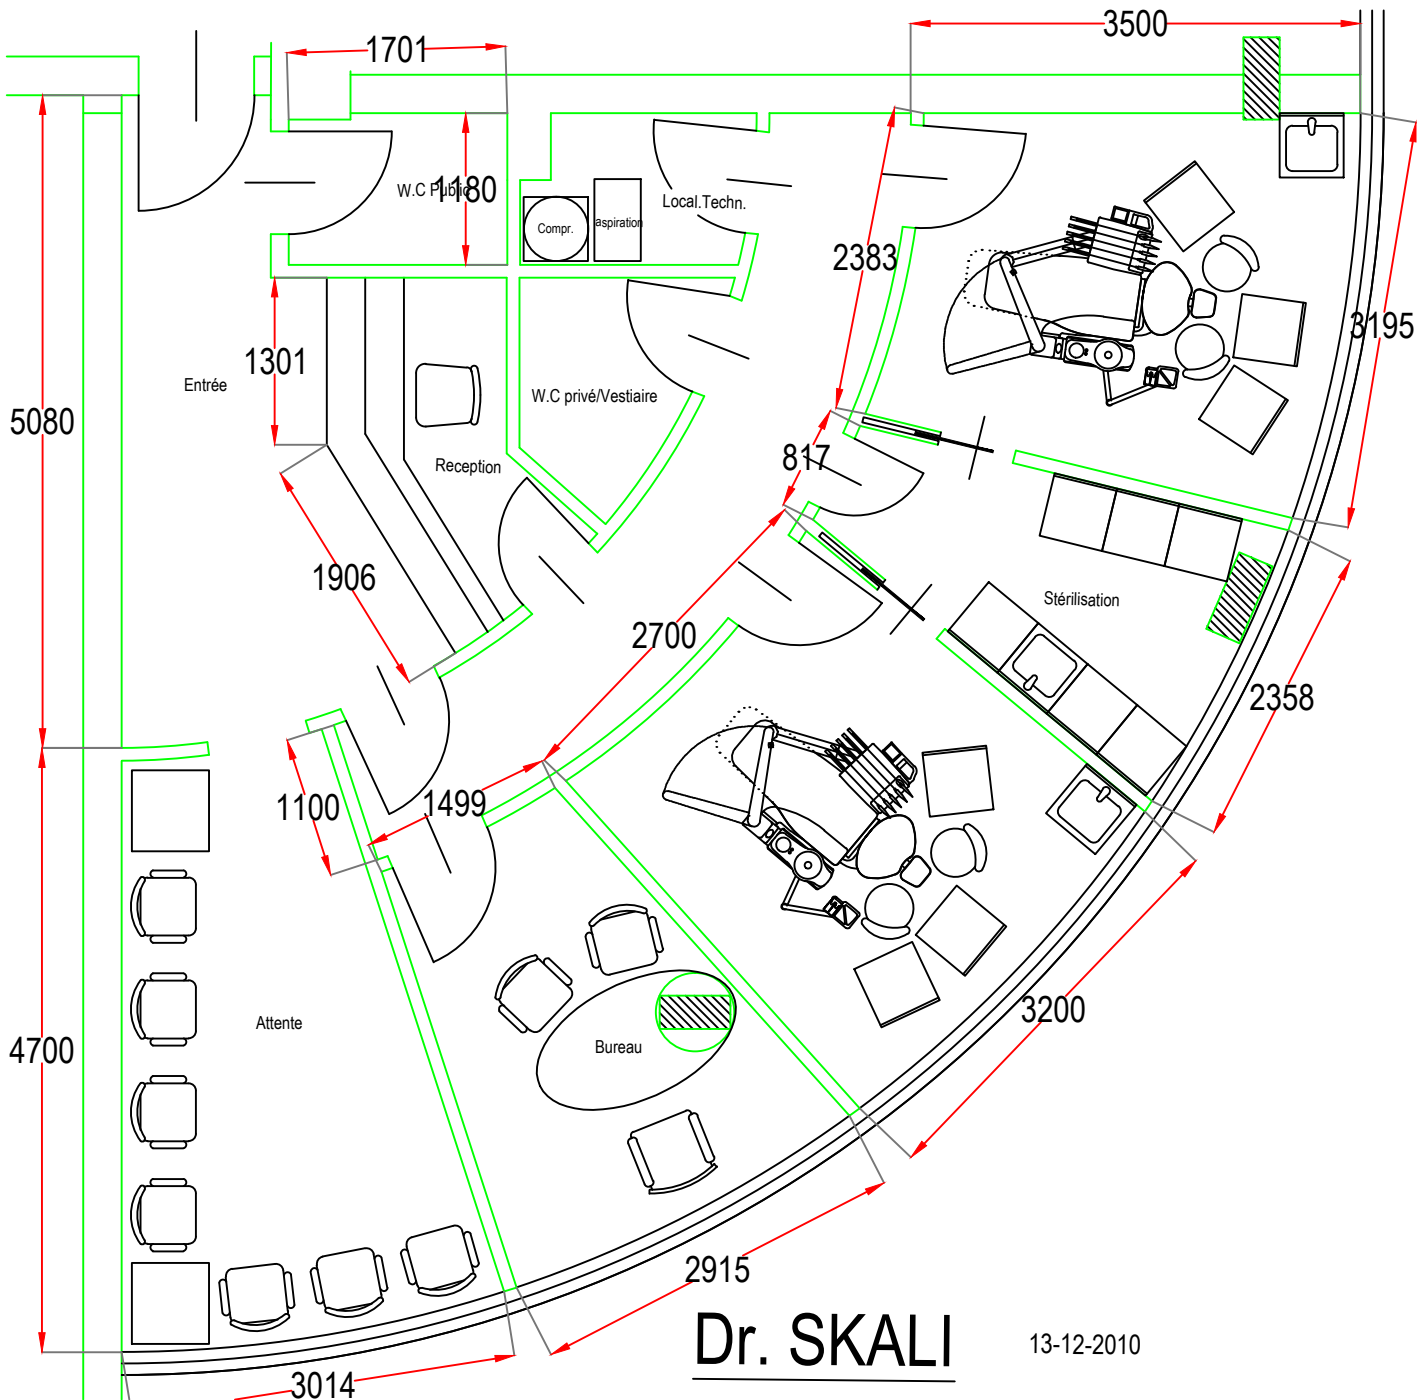 3500
1701
W.C Public
1180
Compr.
aspiration
Local.Techn.
2383
3195
1301
Entrée
W.C privé/Vestiaire
5080
817
Reception
1906
Stérilisation
2700
2358
1100
1499
Attente
Bureau
3200
4700
2915
Dr. SKALI
13-12-2010
3014